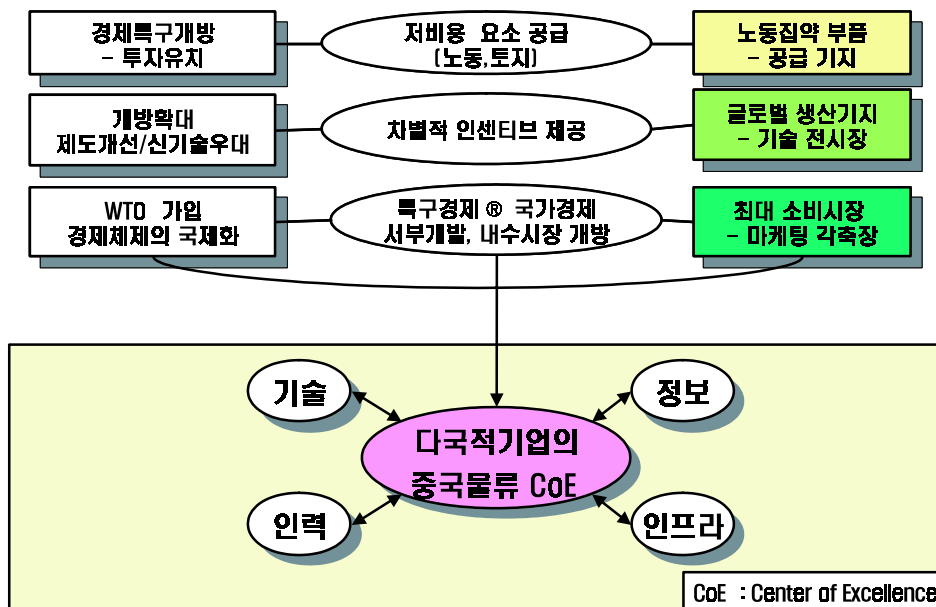 경제특구개방
- 투자유치
저비용 요소 공급
(노동,토지)
노동집약 부품
- 공급 기지
개방확대
제도개선/신기술우대
차별적 인센티브 제공
글로벌 생산기지
- 기술 전시장
WTO 가입
경제체제의 국제화
특구경제 ® 국가경제
서부개발, 내수시장 개방
최대 소비시장
- 마케팅 각축장
기술
정보
다국적기업의
중국물류 CoE
인력
인프라
CoE : Center of Excellence